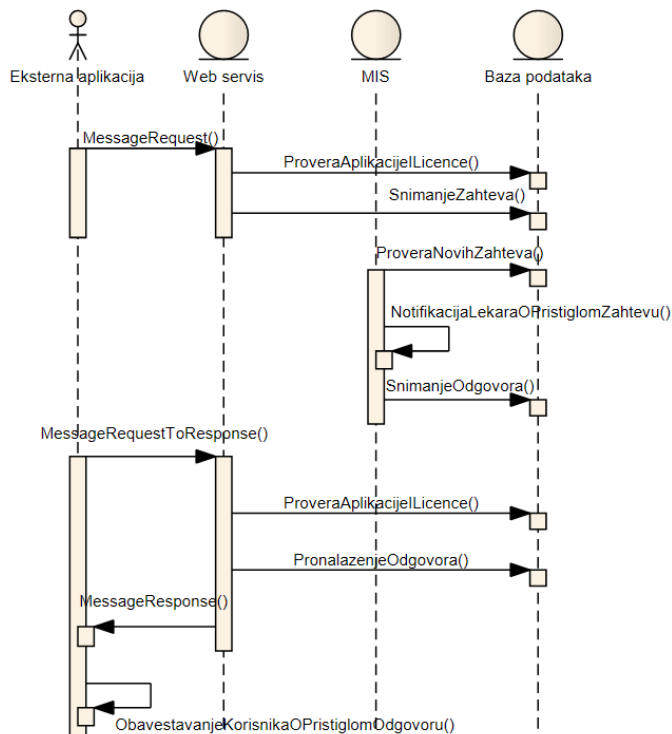 Eksterna aplikacija
Web servis
MIS
Baza podataka
MessageRequest()
ProveraAplikacijeILicence()
SnimanjeZahteva()
ProveraNovihZahteva()
NotifikacijaLekaraOPristiglomZahtevu()
SnimanjeOdgovora()
MessageRequestToResponse()
ProveraAplikacijeILicence()
PronalazenjeOdgovora()
MessageResponse()
ObavestavanjeKorisnikaOPristiglomOdgovoru()